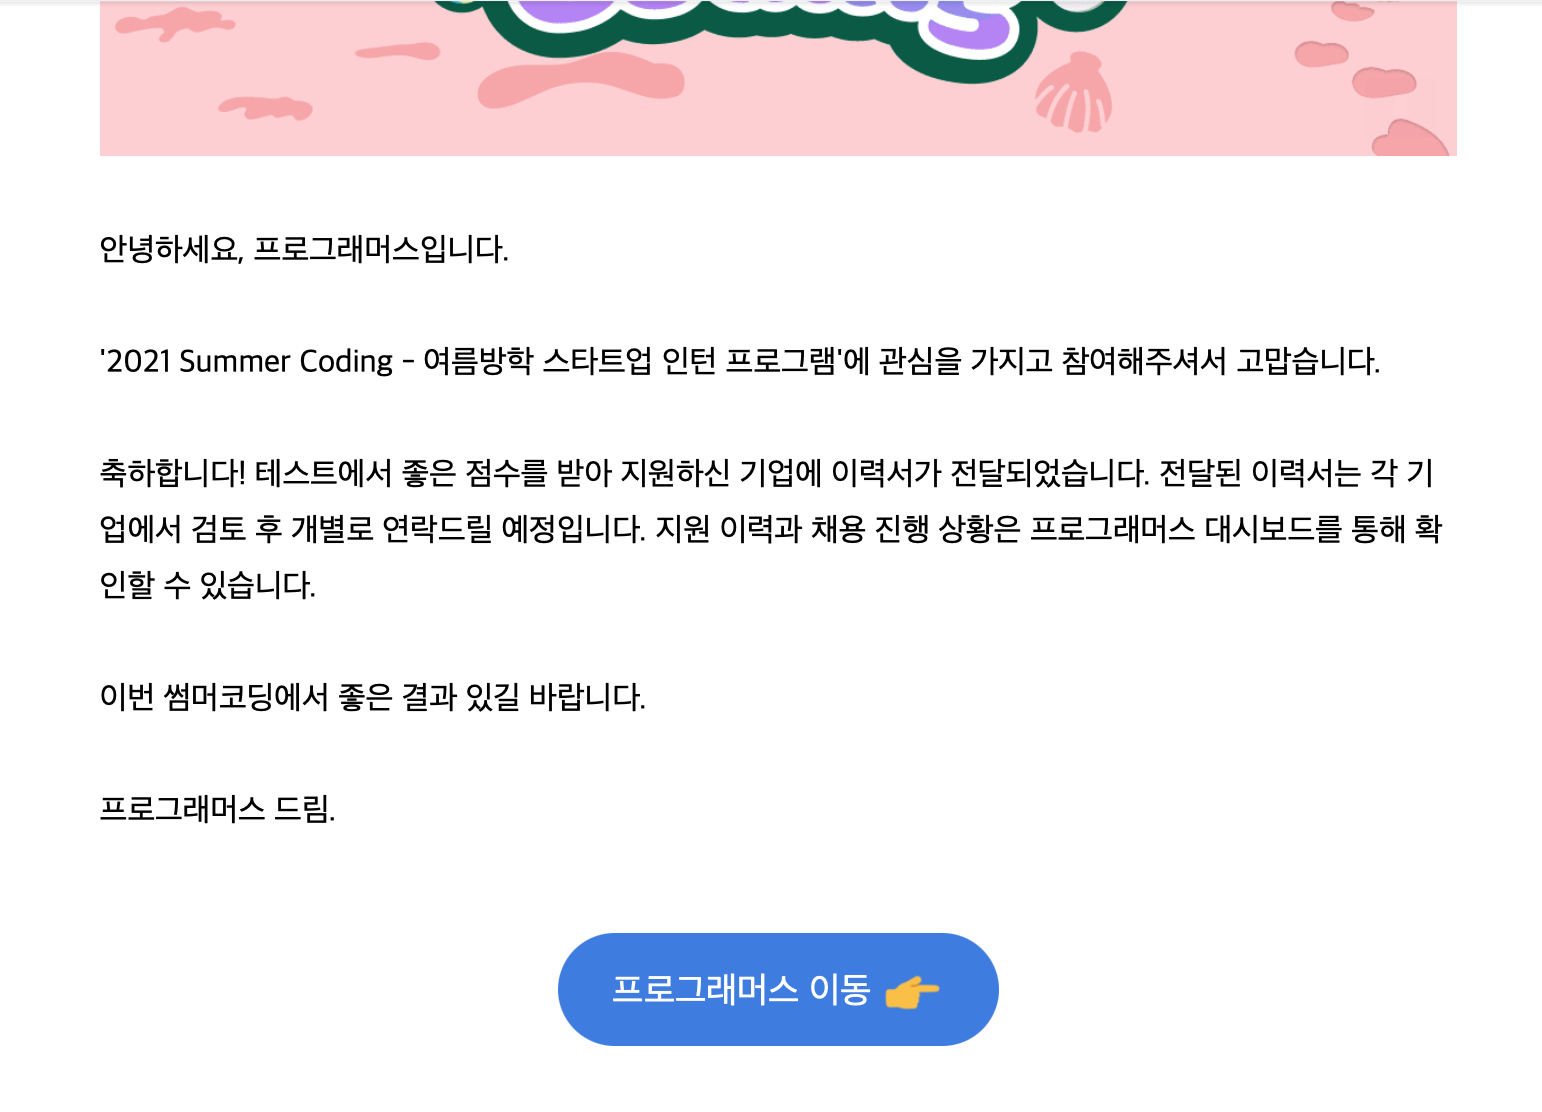 안녕하세요, 프로그래머스입니다.
'2021 Summer Coding - 여름방학 스타트업 인턴 프로그램'에 관심을 가지고 참여해주셔서 고맙습니다.
축하합니다! 테스트에서 좋은 점수를 받아 지원하신 기업에 이력서가 전달되었습니다. 전달된 이력서는 각 기
업에서 검토 후 개별로 연락드릴 예정입니다. 지원 이력과 채용 진행 상황은 프로그래머스 대시보드를 통해 확
인할 수 있습니다.
이번 썸머코딩에서 좋은 결과 있길 바랍니다.
프로그래머스 드림.
프로그래머스 이동 👉